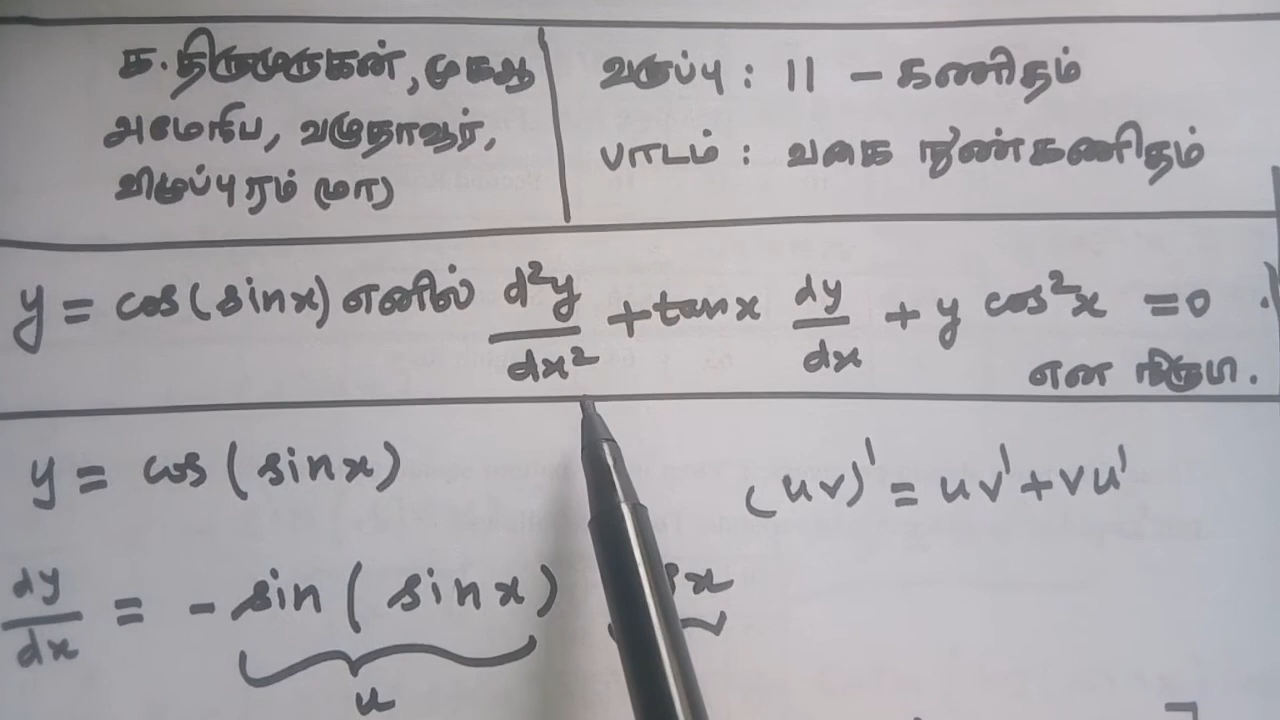 க. திருமுருகன், முகஆ
அமேநிப, வழுதாவூர்,
விழுப்புரம் (மா)
வகுப்பு : 11 - கணிதம்
பாடம் : வகை நுண்கணிதம்
y = cos(sinx) எனில் d²y/dx² + tanx dy/dx + y cos²x = 0
என நிறுவு.
y = cos(sinx)
(uv)' = uv' + vu'
dy/dx = - sin(sinx)
u